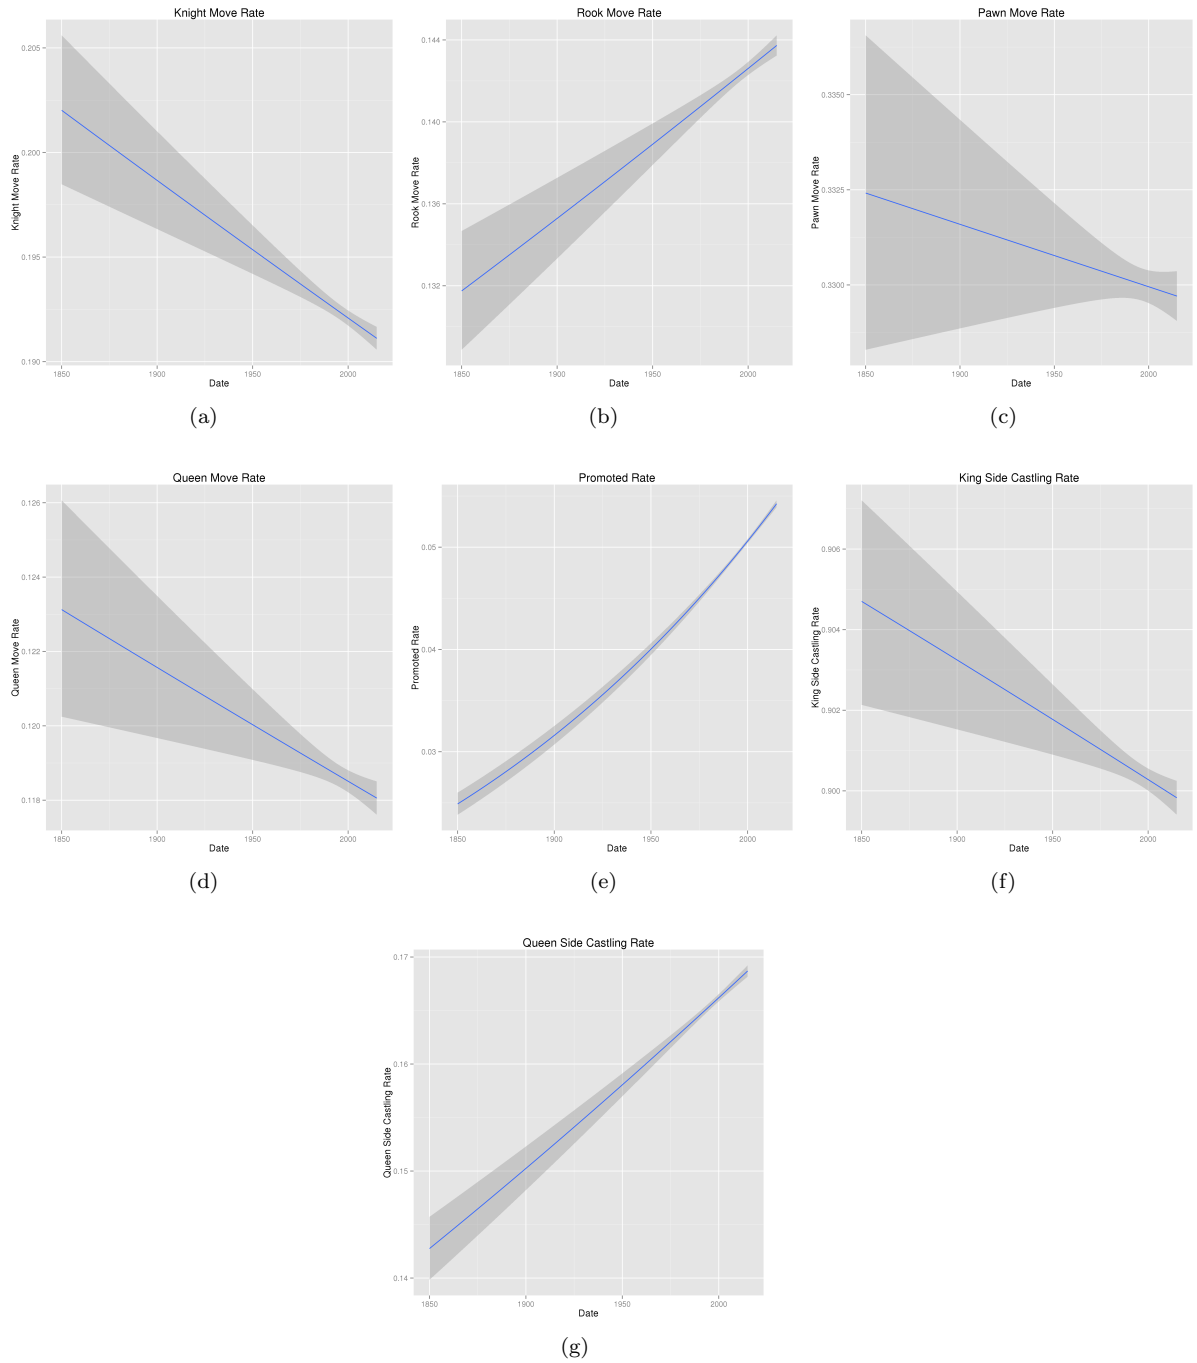 Knight Move Rate
Knight Move Rate
0.205
0.200
0.195
0.190
1850 1900 1950 2000
Date
(a)
Rook Move Rate
Rook Move Rate
0.144
0.140
0.136
0.132
1850 1900 1950 2000
Date
(b)
Pawn Move Rate
Pawn Move Rate
0.3350
0.3325
0.3300
1850 1900 1950 2000
Date
(c)
Queen Move Rate
Queen Move Rate
0.126
0.124
0.122
0.120
0.118
1850 1900 1950 2000
Date
(d)
Promoted Rate
Promoted Rate
0.05
0.04
0.03
1850 1900 1950 2000
Date
(e)
King Side Castling Rate
King Side Castling Rate
0.906
0.904
0.902
0.900
1850 1900 1950 2000
Date
(f)
Queen Side Castling Rate
Queen Side Castling Rate
0.17
0.16
0.15
0.14
1850 1900 1950 2000
Date
(g)